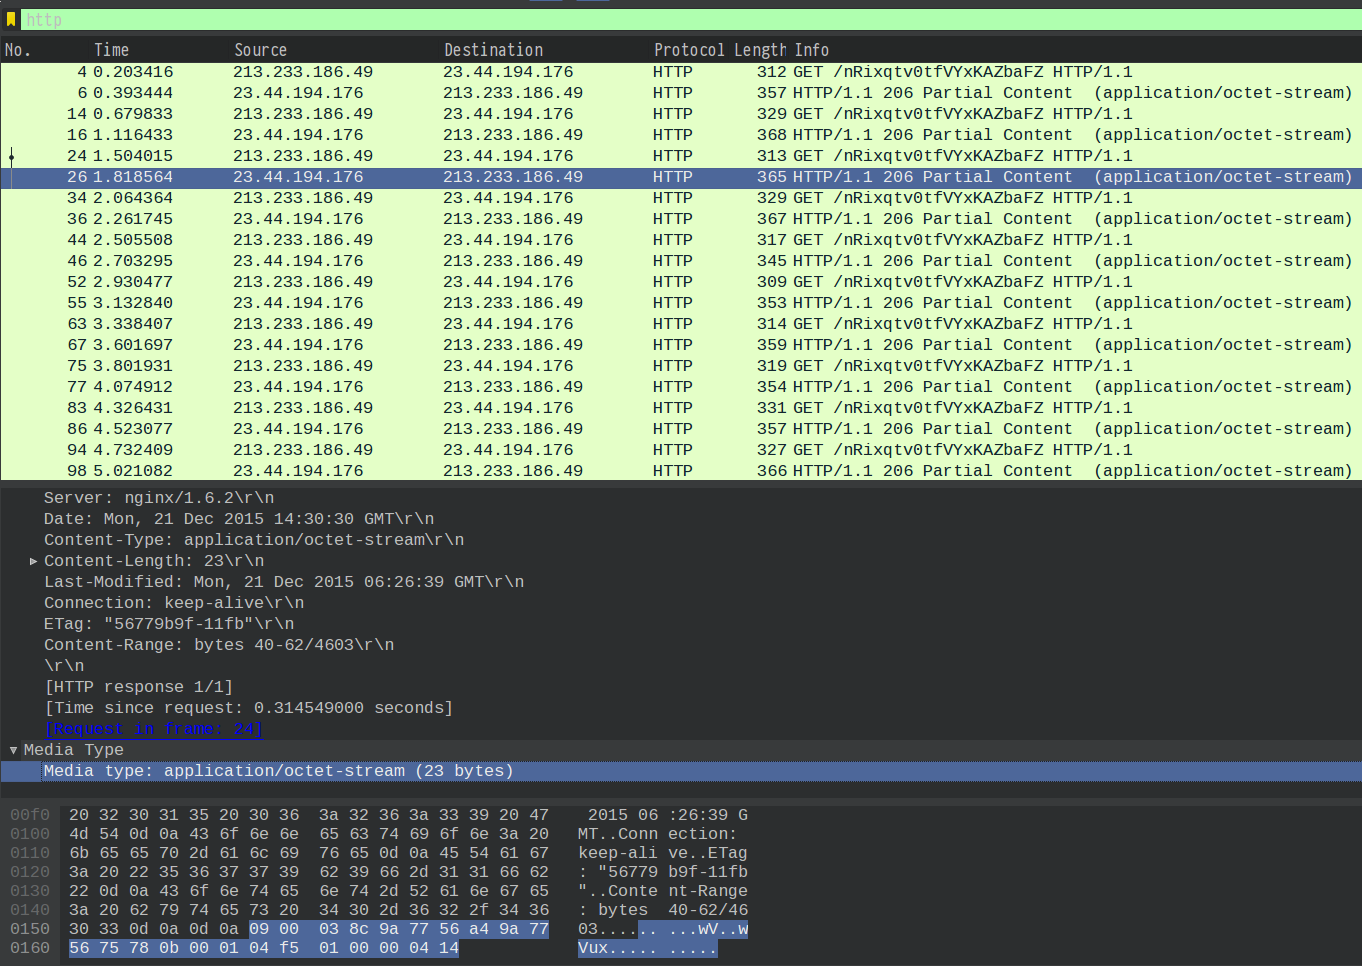 http
No. Time Source Destination Protocol Length Info
4 0.203416 213.233.186.49 23.44.194.176 HTTP 312 GET /nRixqtv0tfVYxKAZbaFZ HTTP/1.1
6 0.393444 23.44.194.176 213.233.186.49 HTTP 357 HTTP/1.1 206 Partial Content (application/octet-stream)
14 0.679833 213.233.186.49 23.44.194.176 HTTP 329 GET /nRixqtv0tfVYxKAZbaFZ HTTP/1.1
16 1.116433 23.44.194.176 213.233.186.49 HTTP 368 HTTP/1.1 206 Partial Content (application/octet-stream)
24 1.504015 213.233.186.49 23.44.194.176 HTTP 313 GET /nRixqtv0tfVYxKAZbaFZ HTTP/1.1
26 1.818564 23.44.194.176 213.233.186.49 HTTP 365 HTTP/1.1 206 Partial Content (application/octet-stream)
34 2.064364 213.233.186.49 23.44.194.176 HTTP 329 GET /nRixqtv0tfVYxKAZbaFZ HTTP/1.1
36 2.261745 23.44.194.176 213.233.186.49 HTTP 367 HTTP/1.1 206 Partial Content (application/octet-stream)
44 2.505508 213.233.186.49 23.44.194.176 HTTP 317 GET /nRixqtv0tfVYxKAZbaFZ HTTP/1.1
46 2.703295 23.44.194.176 213.233.186.49 HTTP 345 HTTP/1.1 206 Partial Content (application/octet-stream)
52 2.930477 213.233.186.49 23.44.194.176 HTTP 309 GET /nRixqtv0tfVYxKAZbaFZ HTTP/1.1
55 3.132840 23.44.194.176 213.233.186.49 HTTP 353 HTTP/1.1 206 Partial Content (application/octet-stream)
63 3.338407 213.233.186.49 23.44.194.176 HTTP 314 GET /nRixqtv0tfVYxKAZbaFZ HTTP/1.1
67 3.601697 23.44.194.176 213.233.186.49 HTTP 359 HTTP/1.1 206 Partial Content (application/octet-stream)
75 3.801931 213.233.186.49 23.44.194.176 HTTP 319 GET /nRixqtv0tfVYxKAZbaFZ HTTP/1.1
77 4.074912 23.44.194.176 213.233.186.49 HTTP 354 HTTP/1.1 206 Partial Content (application/octet-stream)
83 4.326431 213.233.186.49 23.44.194.176 HTTP 331 GET /nRixqtv0tfVYxKAZbaFZ HTTP/1.1
86 4.523077 23.44.194.176 213.233.186.49 HTTP 357 HTTP/1.1 206 Partial Content (application/octet-stream)
94 4.732409 213.233.186.49 23.44.194.176 HTTP 327 GET /nRixqtv0tfVYxKAZbaFZ HTTP/1.1
98 5.021082 23.44.194.176 213.233.186.49 HTTP 366 HTTP/1.1 206 Partial Content (application/octet-stream)
Server: nginx/1.6.2\r\n
Date: Mon, 21 Dec 2015 14:30:30 GMT\r\n
Content-Type: application/octet-stream\r\n
Content-Length: 23\r\n
Last-Modified: Mon, 21 Dec 2015 06:26:39 GMT\r\n
Connection: keep-alive\r\n
ETag: "56779b9f-11fb"\r\n
Content-Range: bytes 40-62/4603\r\n
\r\n
[HTTP response 1/1]
[Time since request: 0.314549000 seconds]
[Request in frame: 24]
Media Type
Media type: application/octet-stream (23 bytes)
00f0 20 32 30 31 35 20 30 36 3a 32 36 3a 33 39 20 47 2015 06 :26:39 G
0100 4d 54 0d 0a 43 6f 6e 6e 65 63 74 69 6f 6e 3a 20 MT..Conn ection:
0110 6b 65 65 70 2d 61 6c 69 76 65 0d 0a 45 54 61 67 keep-ali ve..ETag
0120 3a 20 22 35 36 37 37 39 62 39 66 2d 31 31 66 62 : "56779 b9f-11fb
0130 22 0d 0a 43 6f 6e 74 65 6e 74 2d 52 61 6e 67 65 "..Conte nt-Range
0140 3a 20 62 79 74 65 73 20 34 30 2d 36 32 2f 34 36 : bytes 40-62/46
0150 30 33 0d 0a 0d 0a 09 00 03 8c 9a 77 56 a4 9a 77 03...... ...wV..w
0160 56 75 78 0b 00 01 04 f5 01 00 00 04 14 Vux..... .....